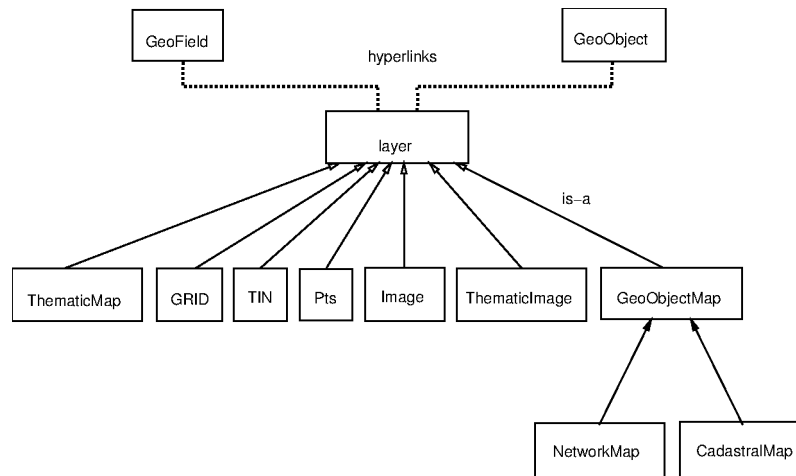 GeoField
GeoObject
hyperlinks
layer
is-a
ThematicMap
GRID
TIN
Pts
Image
ThematicImage
GeoObjectMap
NetworkMap
CadastralMap